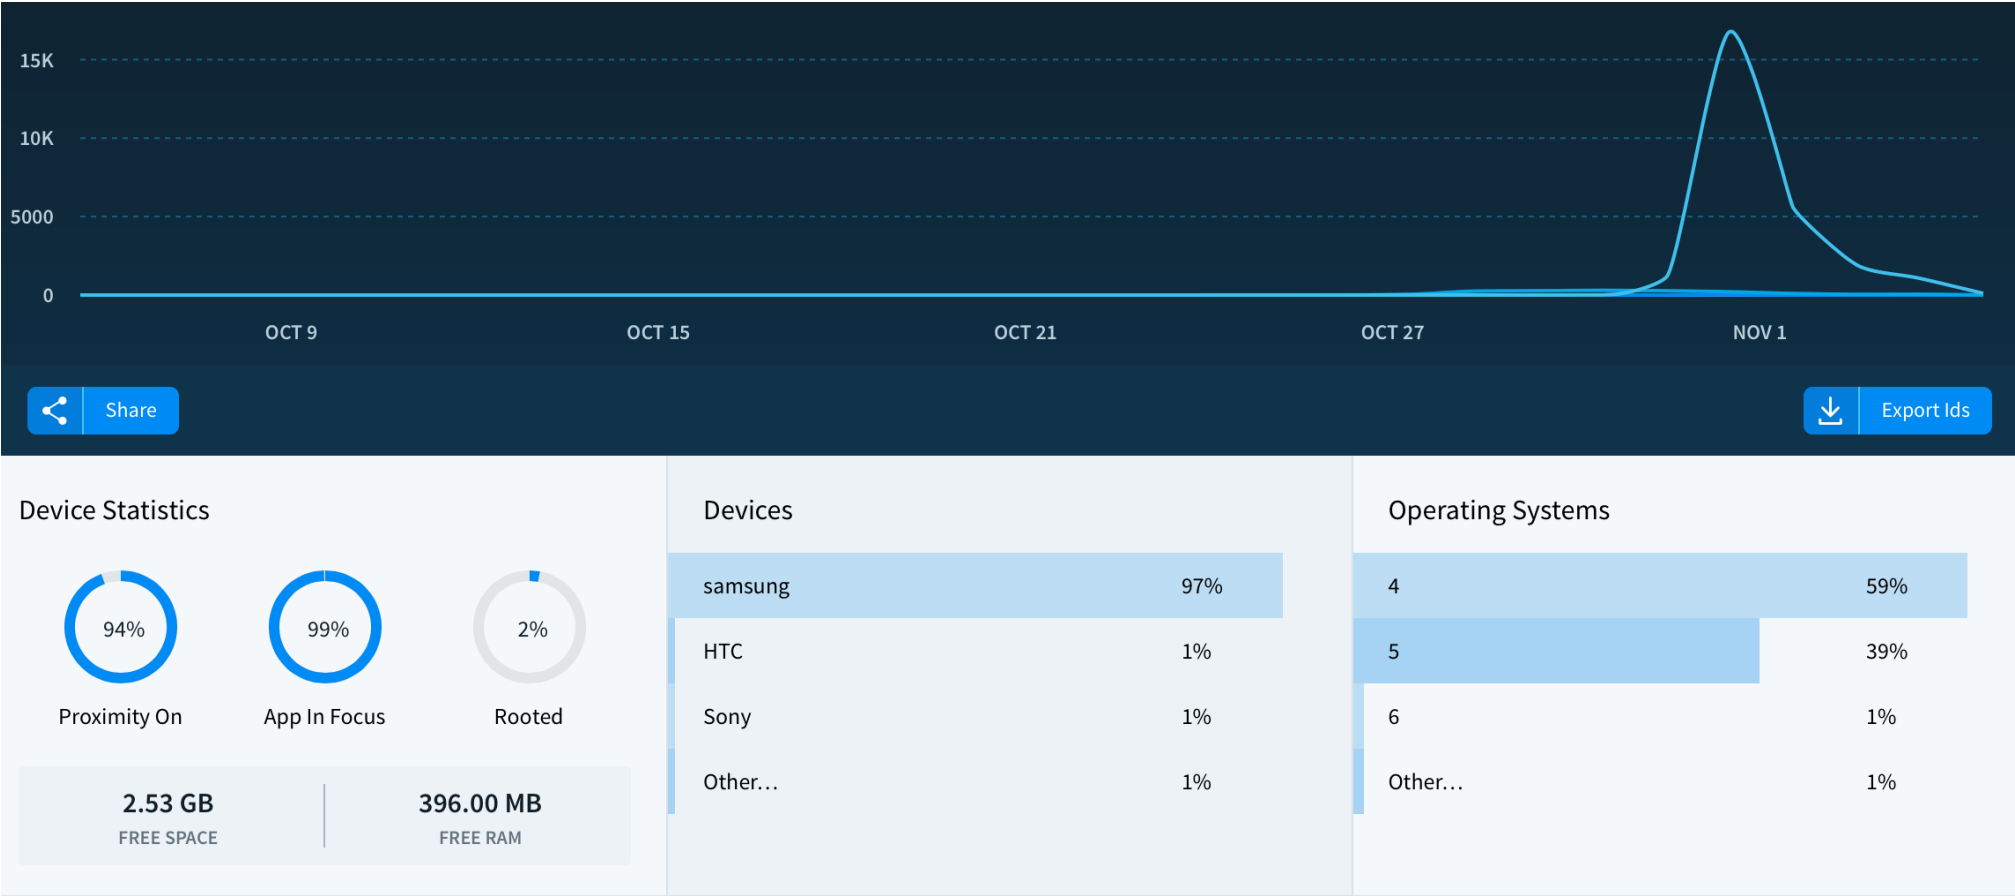 15K
10K
5000
0
OCT 9 OCT 15 OCT 21 OCT 27 NOV 1
Share Export Ids
Device Statistics
94% 99% 2%
Proximity On App In Focus Rooted
2.53 GB 396.00 MB
FREE SPACE FREE RAM
Devices
samsung 97%
HTC 1%
Sony 1%
Other... 1%
Operating Systems
4 59%
5 39%
6 1%
Other... 1%